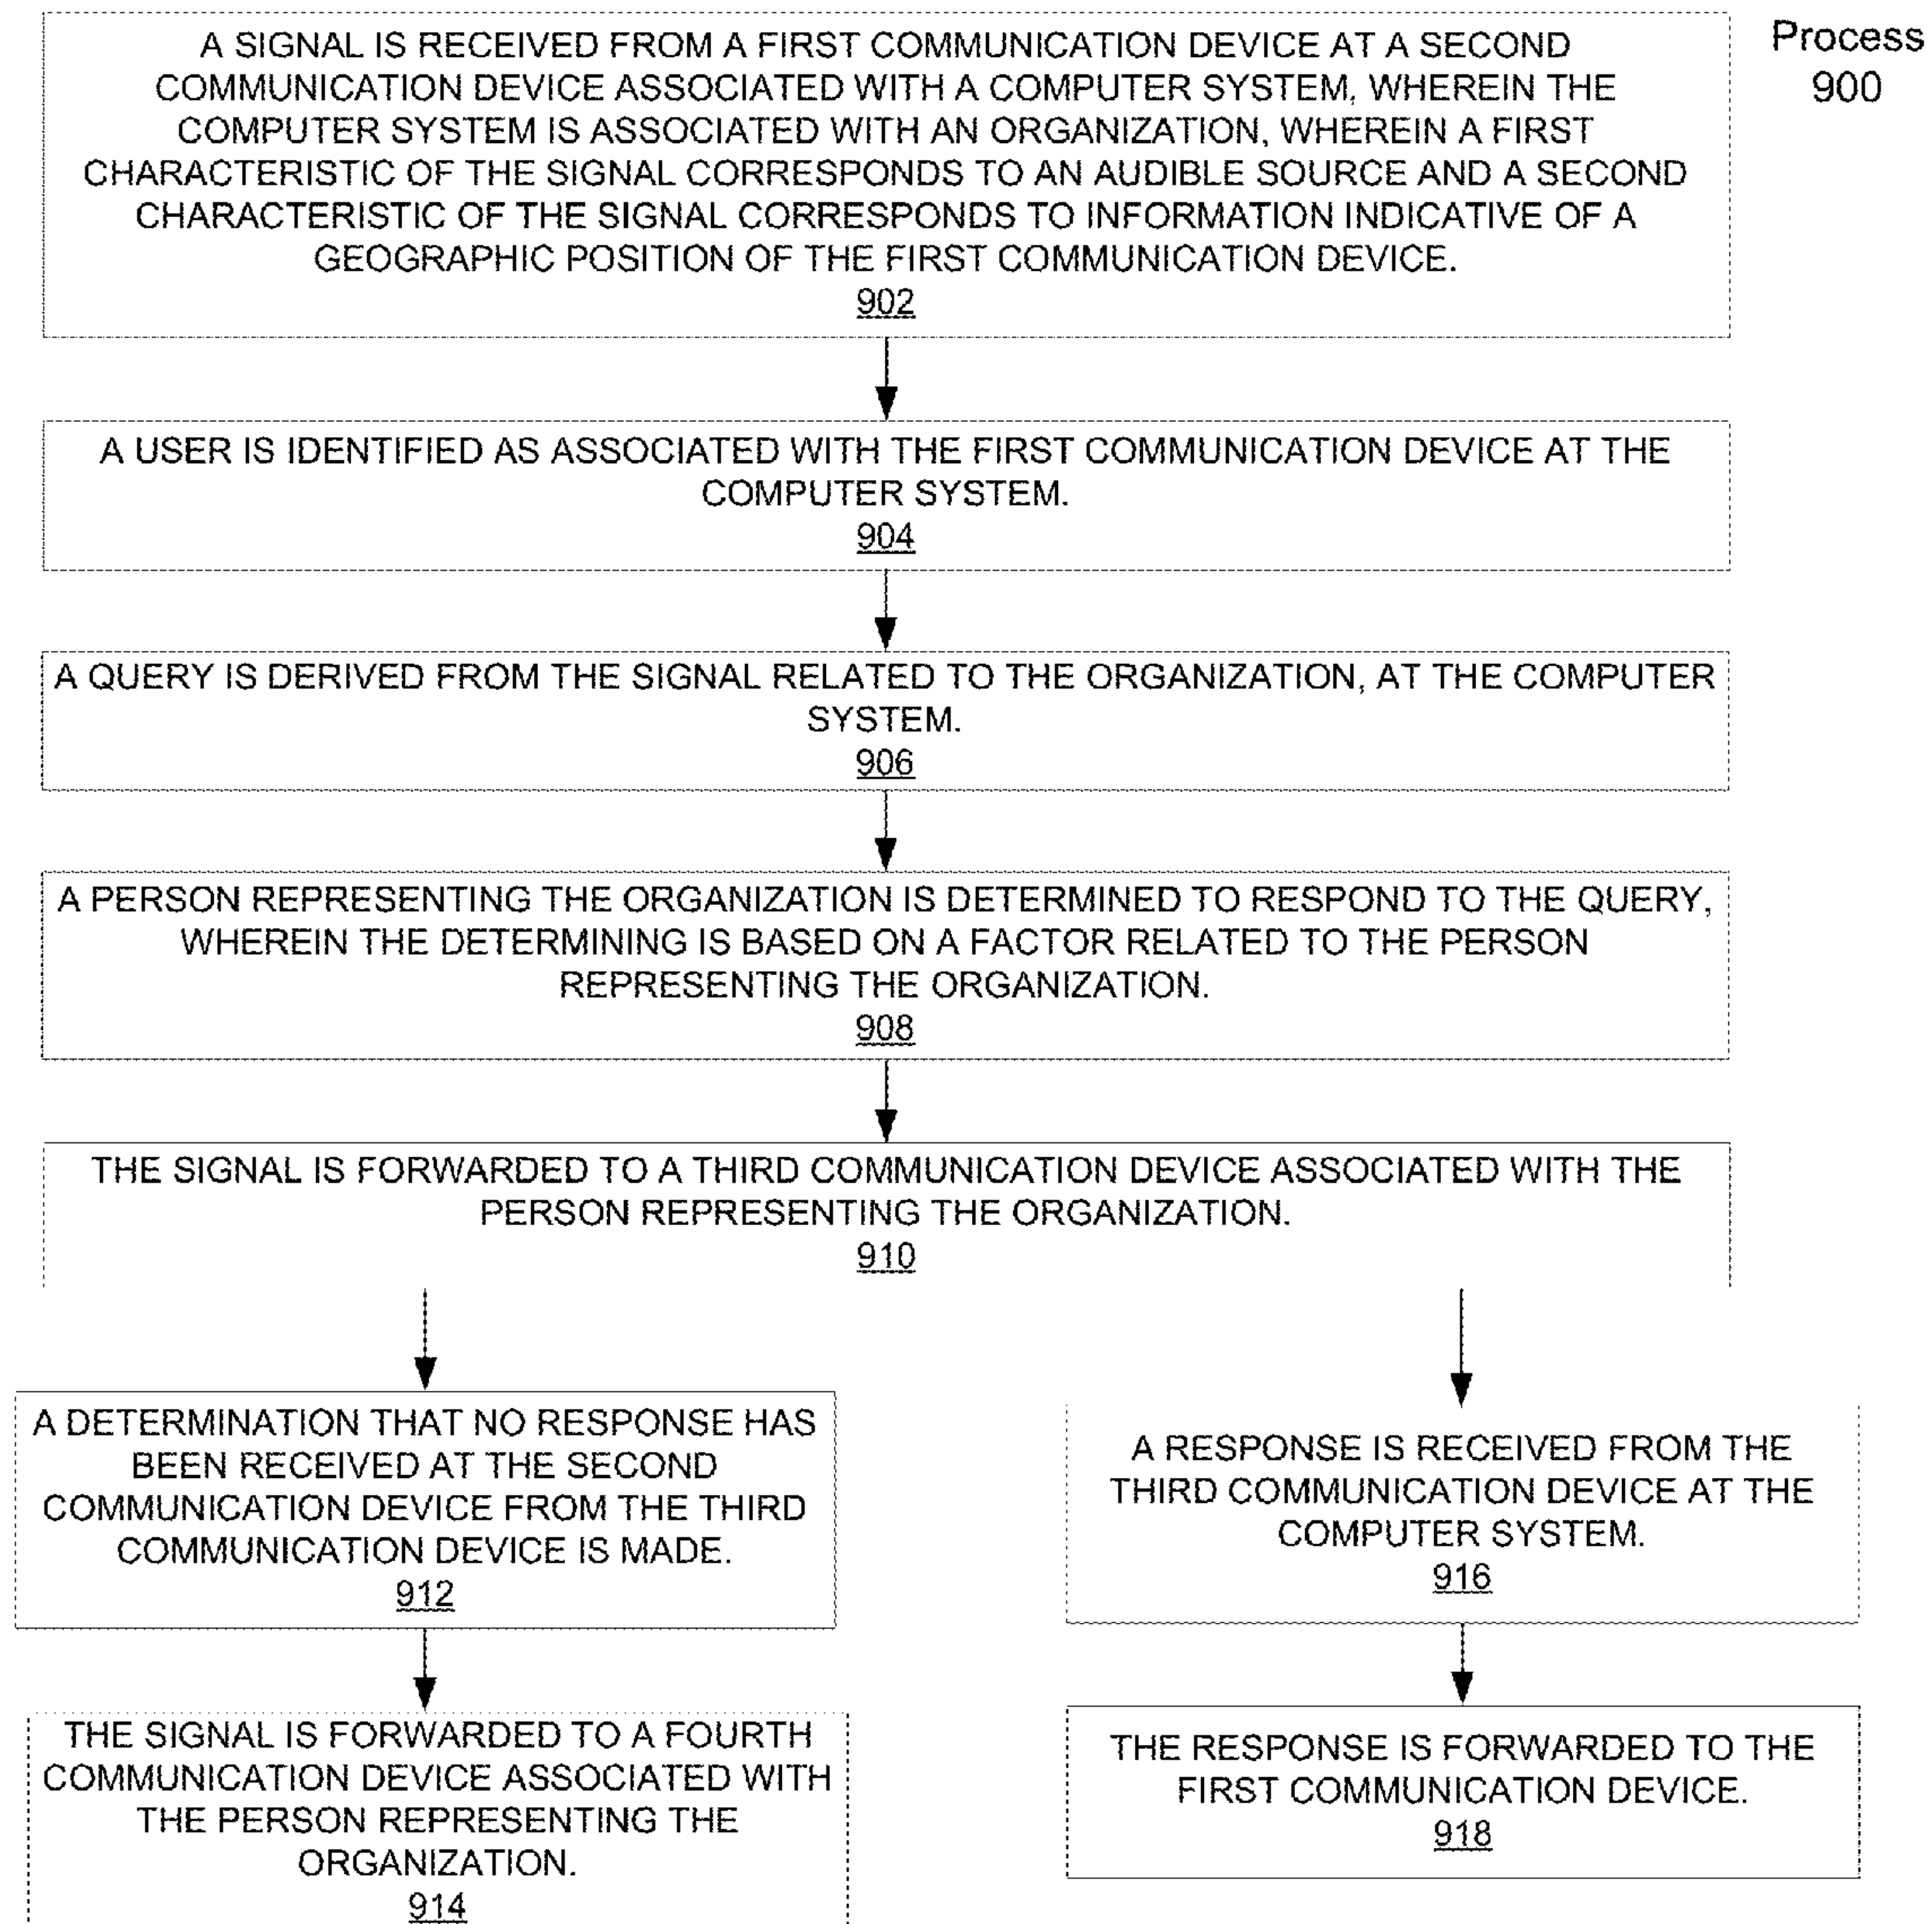 Process
900
A SIGNAL IS RECEIVED FROM A FIRST COMMUNICATION DEVICE AT A SECOND
COMMUNICATION DEVICE ASSOCIATED WITH A COMPUTER SYSTEM, WHEREIN THE
COMPUTER SYSTEM IS ASSOCIATED WITH AN ORGANIZATION, WHEREIN A FIRST
CHARACTERISTIC OF THE SIGNAL CORRESPONDS TO AN AUDIBLE SOURCE AND A SECOND
CHARACTERISTIC OF THE SIGNAL CORRESPONDS TO INFORMATION INDICATIVE OF A
GEOGRAPHIC POSITION OF THE FIRST COMMUNICATION DEVICE.
902
A USER IS IDENTIFIED AS ASSOCIATED WITH THE FIRST COMMUNICATION DEVICE AT THE
COMPUTER SYSTEM.
904
A QUERY IS DERIVED FROM THE SIGNAL RELATED TO THE ORGANIZATION, AT THE COMPUTER
SYSTEM.
906
A PERSON REPRESENTING THE ORGANIZATION IS DETERMINED TO RESPOND TO THE QUERY,
WHEREIN THE DETERMINING IS BASED ON A FACTOR RELATED TO THE PERSON
REPRESENTING THE ORGANIZATION.
908
THE SIGNAL IS FORWARDED TO A THIRD COMMUNICATION DEVICE ASSOCIATED WITH THE
PERSON REPRESENTING THE ORGANIZATION.
910
A DETERMINATION THAT NO RESPONSE HAS
BEEN RECEIVED AT THE SECOND
COMMUNICATION DEVICE FROM THE THIRD
COMMUNICATION DEVICE IS MADE.
912
THE SIGNAL IS FORWARDED TO A FOURTH
COMMUNICATION DEVICE ASSOCIATED WITH
THE PERSON REPRESENTING THE
ORGANIZATION.
914
A RESPONSE IS RECEIVED FROM THE
THIRD COMMUNICATION DEVICE AT THE
COMPUTER SYSTEM.
916
THE RESPONSE IS FORWARDED TO THE
FIRST COMMUNICATION DEVICE.
918